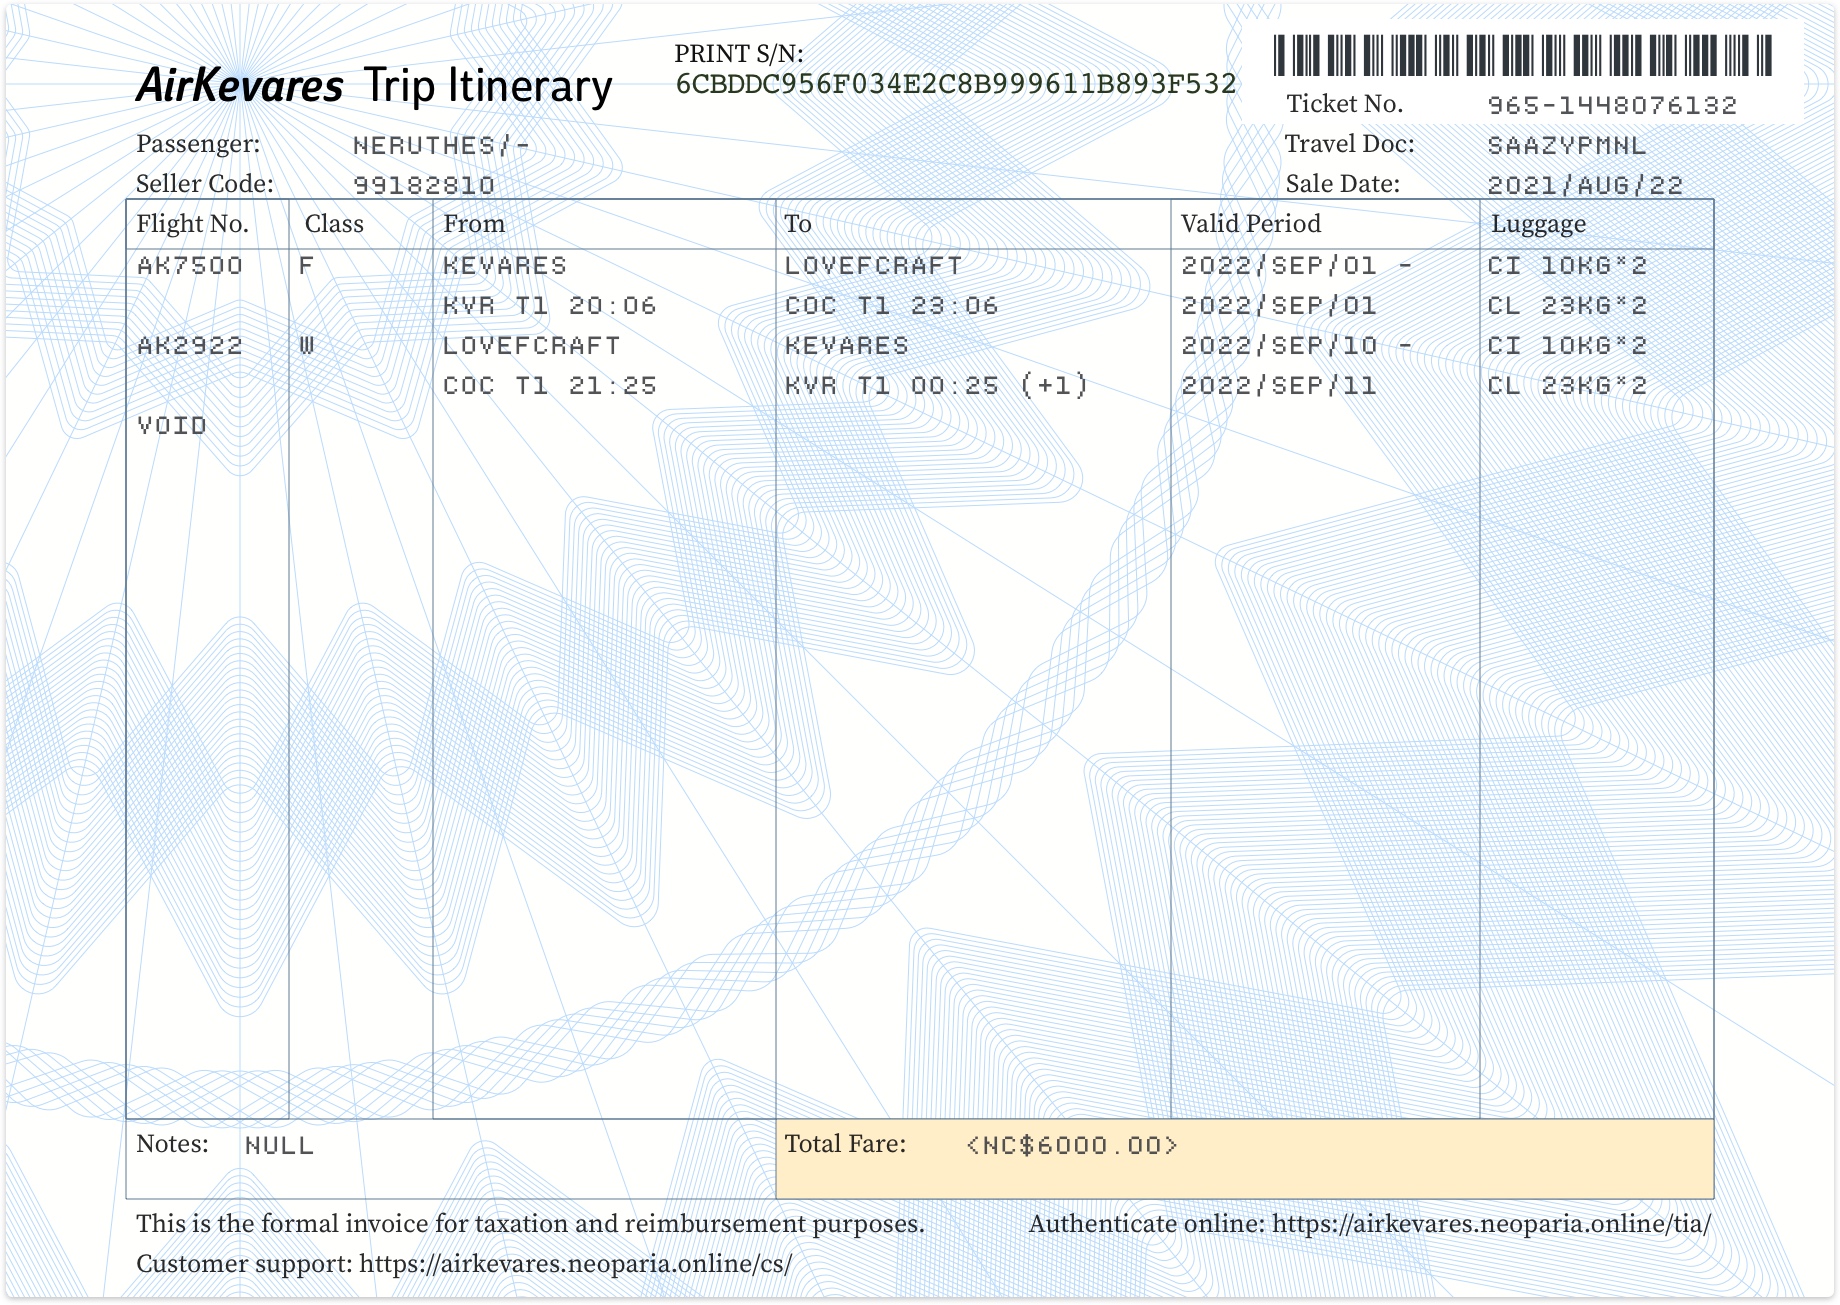 PRINT S/N:
AirKevares Trip Itinerary 6CBDDC956F034E2C8B999611B893F532
Ticket No. 965-1448076132
Passenger: NERUTHES/- Travel Doc: SAAZYPMNL
Seller Code: 99182810 Sale Date: 2021/AUG/22
Flight No. Class From To Valid Period Luggage
AK7500 F KEVARES LOVEFCRAFT 2022/SEP/01 - CI 10KG*2
KVR T1 20:06 COC T1 23:06 2022/SEP/01 CL 23KG*2
AK2922 W LOVEFCRAFT KEVARES 2022/SEP/10 - CI 10KG*2
COC T1 21:25 KVR T1 00:25 (+1) 2022/SEP/11 CL 23KG*2
VOID
Notes: NULL Total Fare: <NC$6000.00>
This is the formal invoice for taxation and reimbursement purposes. Authenticate online: https://airkevares.neoparia.online/tia/
Customer support: https://airkevares.neoparia.online/cs/